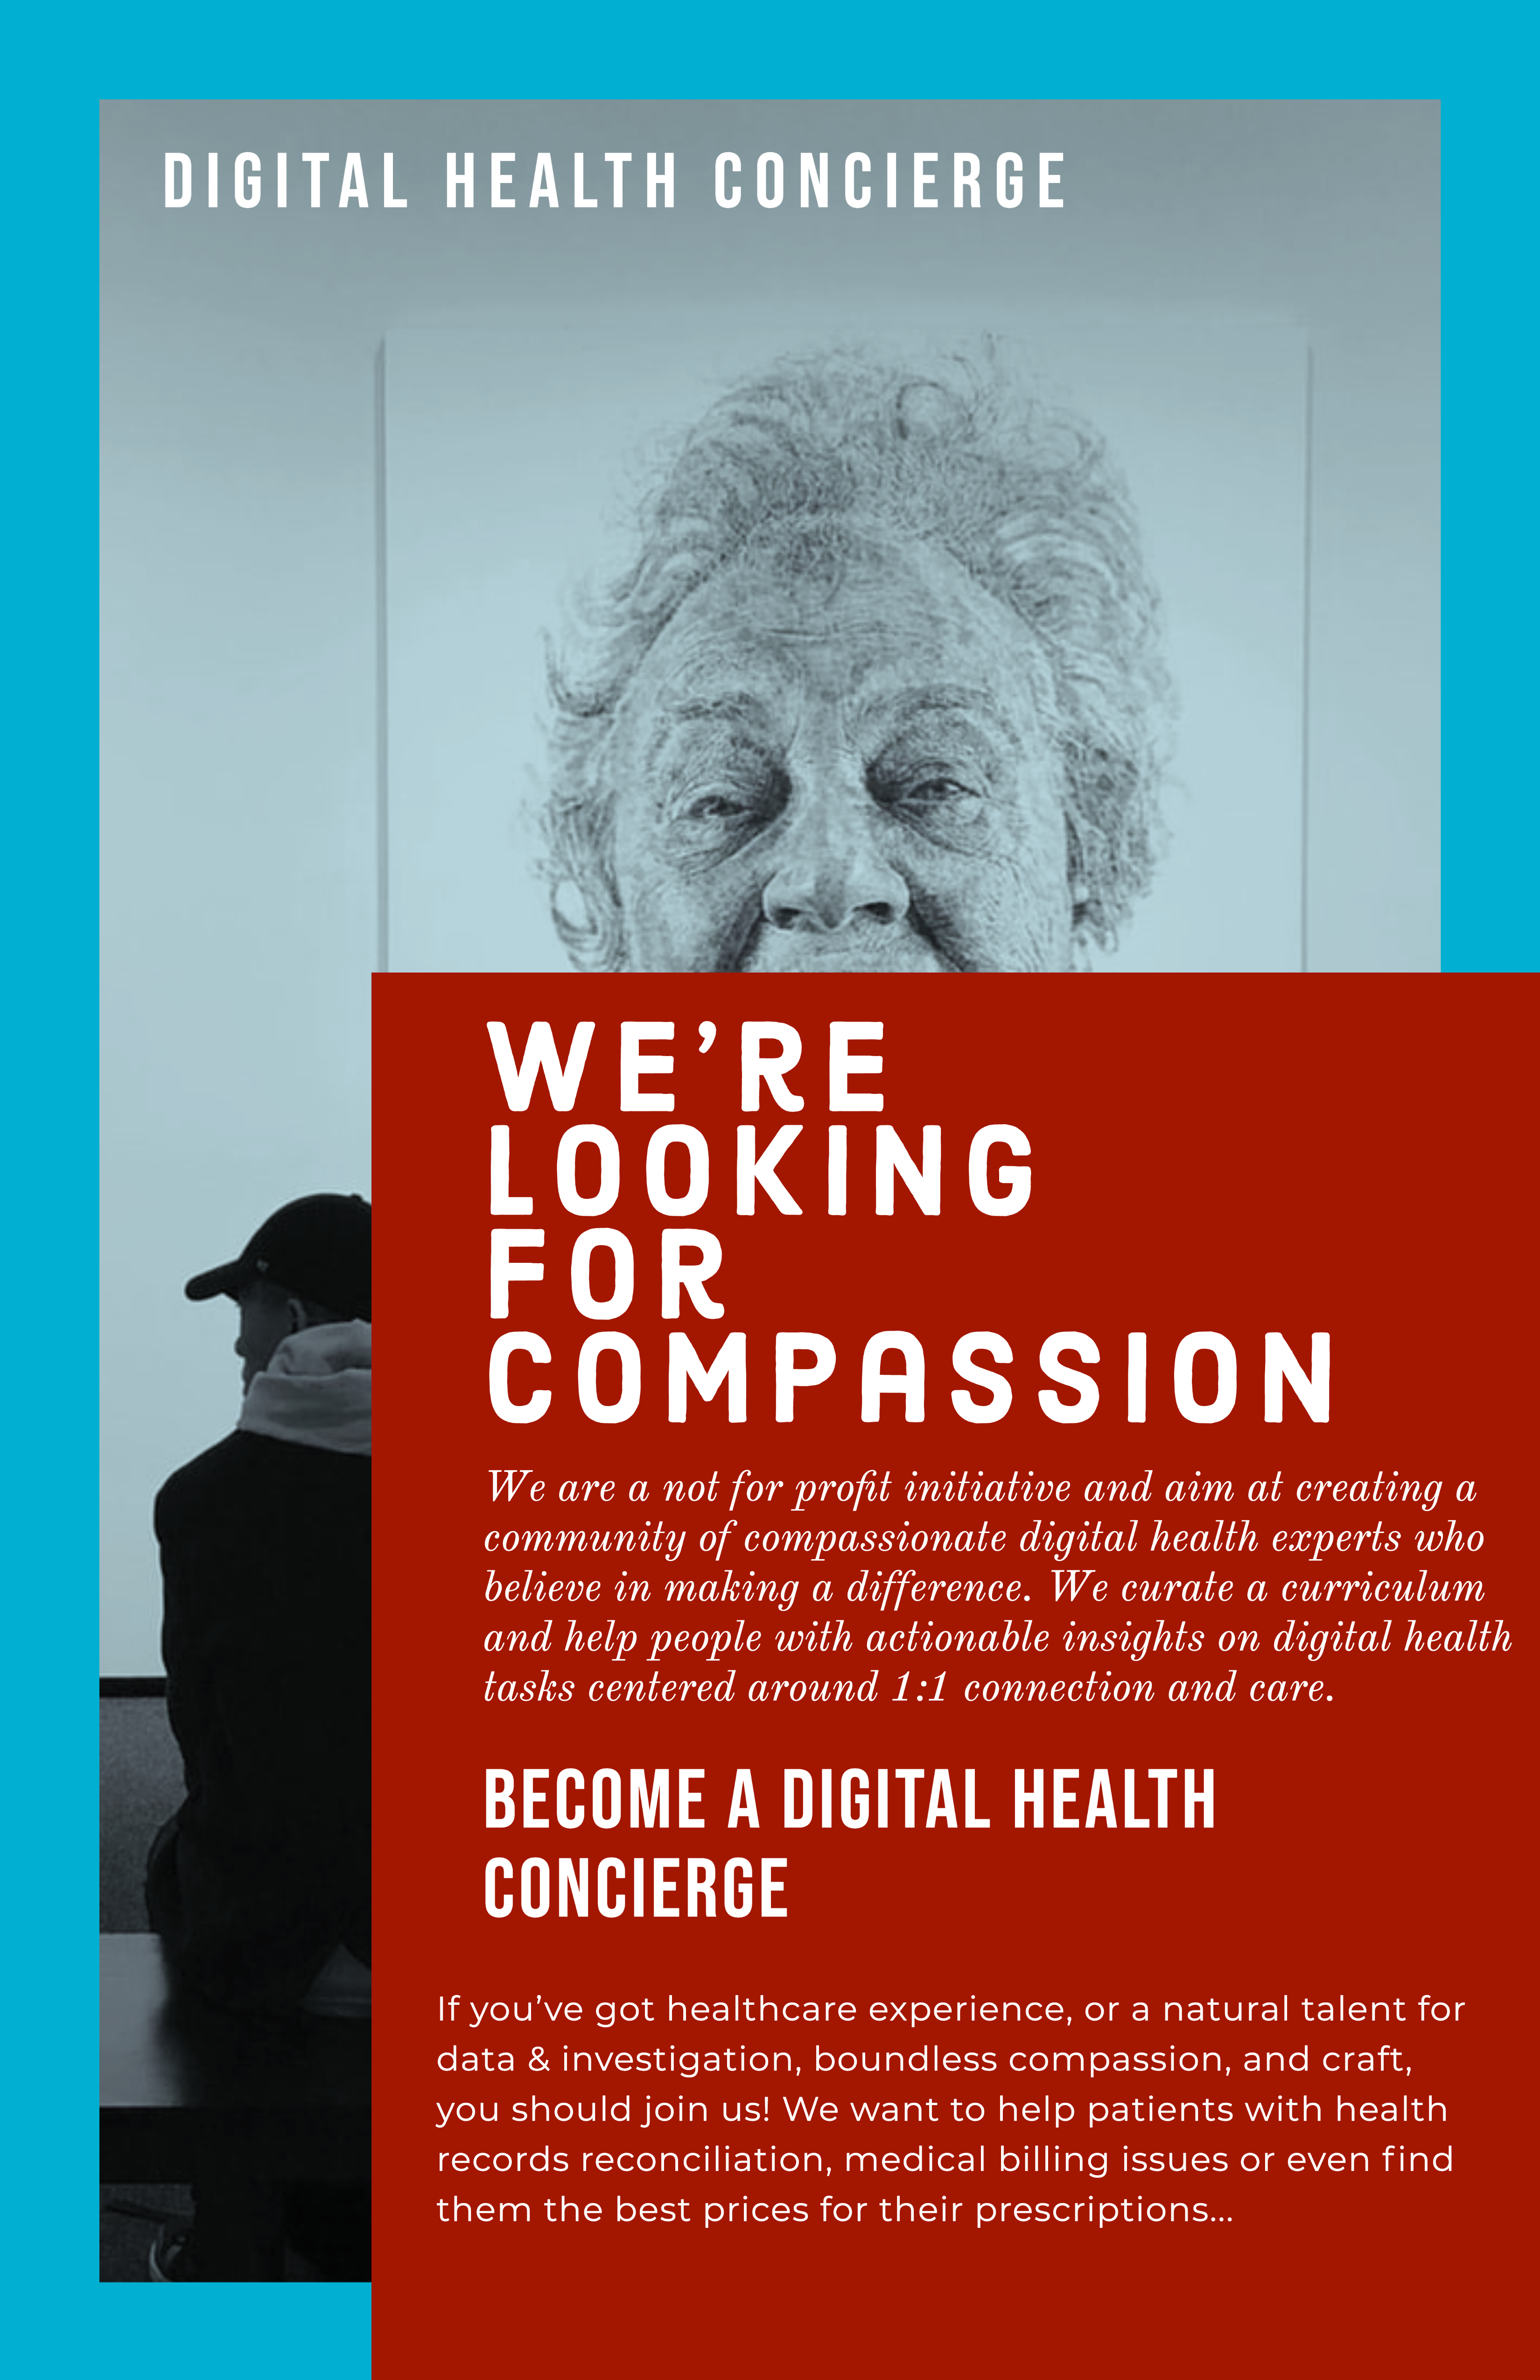 DIGITAL HEALTH CONCIERGE
WE’RE
LOOKING
FOR
COMPASSION
We are a not for profit initiative and aim at creating a
community of compassionate digital health experts who
believe in making a difference. We curate a curriculum
and help people with actionable insights on digital health
tasks centered around 1:1 connection and care.
BECOME A DIGITAL HEALTH
CONCIERGE
If you’ve got healthcare experience, or a natural talent for
data & investigation, boundless compassion, and craft,
you should join us! We want to help patients with health
records reconciliation, medical billing issues or even find
them the best prices for their prescriptions...